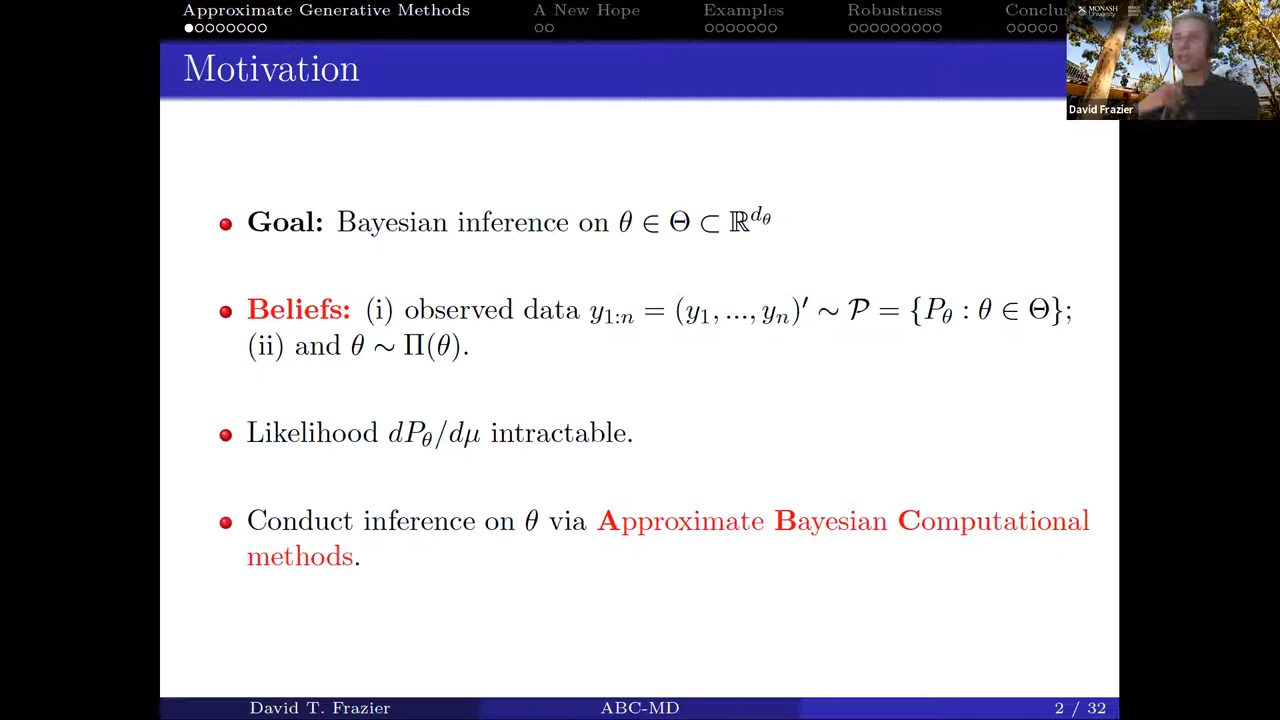 Approximate Generative Methods A New Hope Examples Robustness Conclus
MONASH University
David Frazier
Motivation
Goal: Bayesian inference on θ ∈ Θ ⊂ ℝ^{d_θ}
Beliefs: (i) observed data y_{1:n} = (y_1, ..., y_n)′ ∼ 𝒫 = {P_θ : θ ∈ Θ};
(ii) and θ ∼ Π(θ).
Likelihood dP_θ/dμ intractable.
Conduct inference on θ via Approximate Bayesian Computational
methods.
David T. Frazier ABC-MD 2 / 32